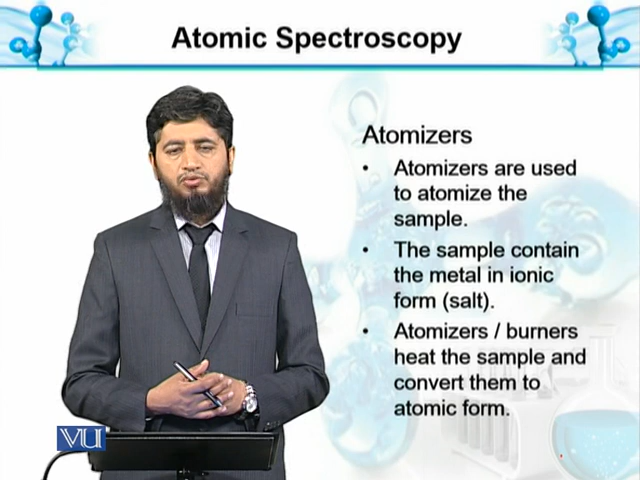 Atomic Spectroscopy
Atomizers
• Atomizers are used
to atomize the
sample.
• The sample contain
the metal in ionic
form (salt).
• Atomizers / burners
heat the sample and
convert them to
atomic form.
VU